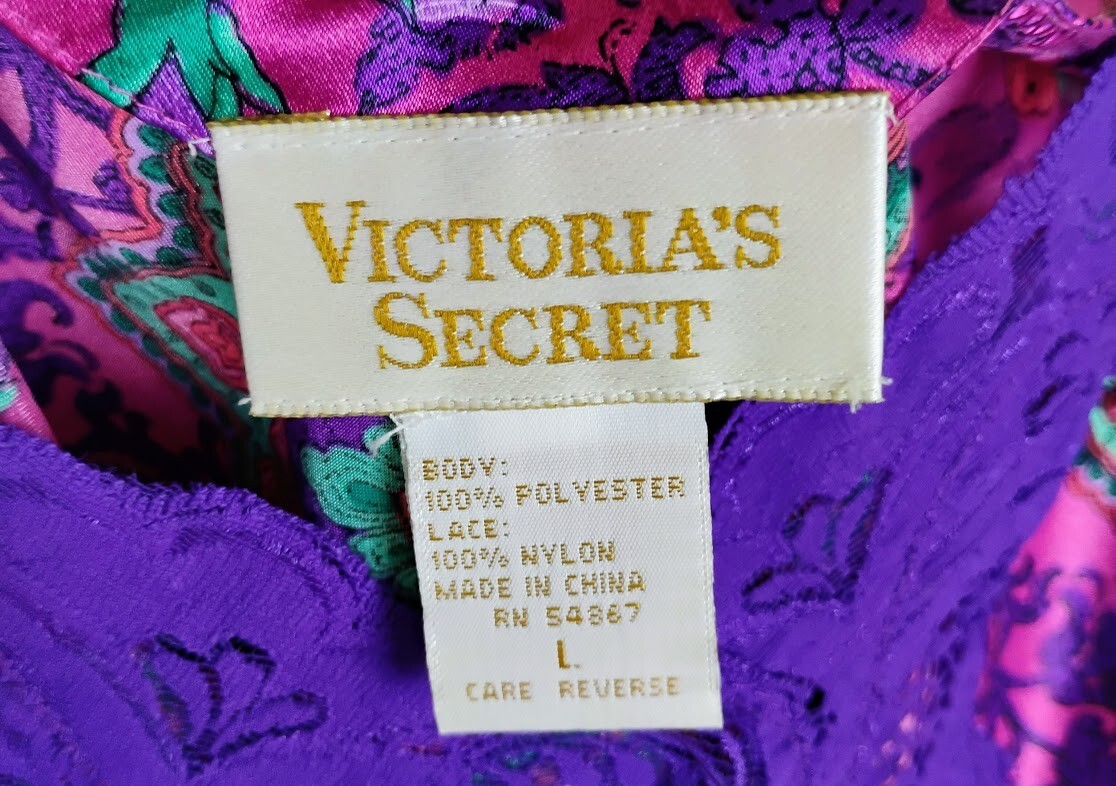 VICTORIA'S
SECRET
BODY:
100% POLYESTER
LACE:
100% NYLON
MADE IN CHINA
RN 54867
L
CARE REVERSE